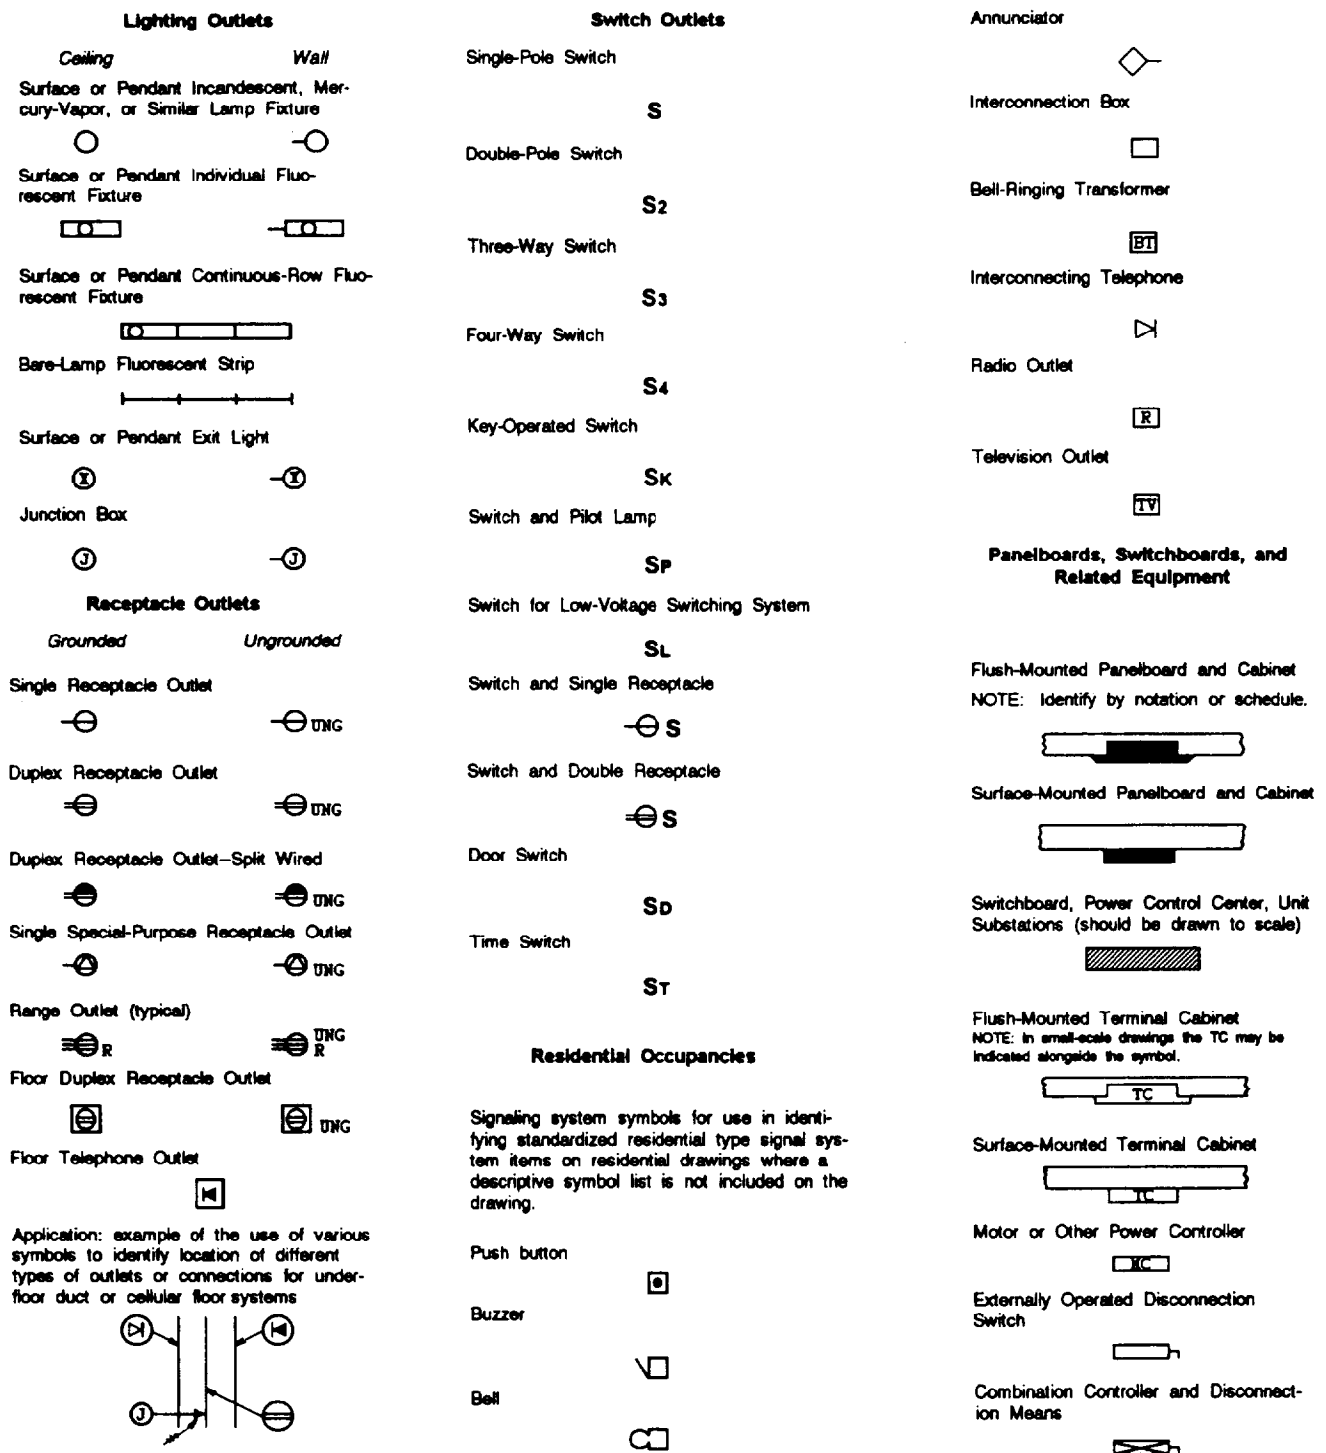 Lighting Outlets
Ceiling Wall
Surface or Pendant Incandescent, Mer-
cury-Vapor, or Similar Lamp Fixture
Surface or Pendant Individual Fluo-
rescent Fixture
Surface or Pendant Continuous-Row Fluo-
rescent Fixture
Bare-Lamp Fluorescent Strip
Surface or Pendant Exit Light
X X
Junction Box
J J
Receptacle Outlets
Grounded Ungrounded
Single Receptacle Outlet
UNG
Duplex Receptacle Outlet
UNG
Duplex Receptacle Outlet–Split Wired
UNG
Single Special-Purpose Receptacle Outlet
UNG
Range Outlet (typical)
R UNG
R
Floor Duplex Receptacle Outlet
UNG
Floor Telephone Outlet
Application: example of the use of various
symbols to identify location of different
types of outlets or connections for under-
floor duct or cellular floor systems
J
Switch Outlets
Single-Pole Switch
S
Double-Pole Switch
S2
Three-Way Switch
S3
Four-Way Switch
S4
Key-Operated Switch
SK
Switch and Pilot Lamp
SP
Switch for Low-Voltage Switching System
SL
Switch and Single Receptacle
S
Switch and Double Receptacle
S
Door Switch
SD
Time Switch
ST
Residential Occupancies
Signaling system symbols for use in identi-
fying standardized residential type signal sys-
tem items on residential drawings where a
descriptive symbol list is not included on the
drawing.
Push button
Buzzer
Bell
Annunciator
Interconnection Box
Bell-Ringing Transformer
BT
Interconnecting Telephone
Radio Outlet
R
Television Outlet
TV
Panelboards, Switchboards, and
Related Equipment
Flush-Mounted Panelboard and Cabinet
NOTE: Identify by notation or schedule.
Surface-Mounted Panelboard and Cabinet
Switchboard, Power Control Center, Unit
Substations (should be drawn to scale)
Flush-Mounted Terminal Cabinet
NOTE: In small-scale drawings the TC may be
indicated alongside the symbol.
TC
Surface-Mounted Terminal Cabinet
TC
Motor or Other Power Controller
MC
Externally Operated Disconnection
Switch
Combination Controller and Disconnect-
ion Means